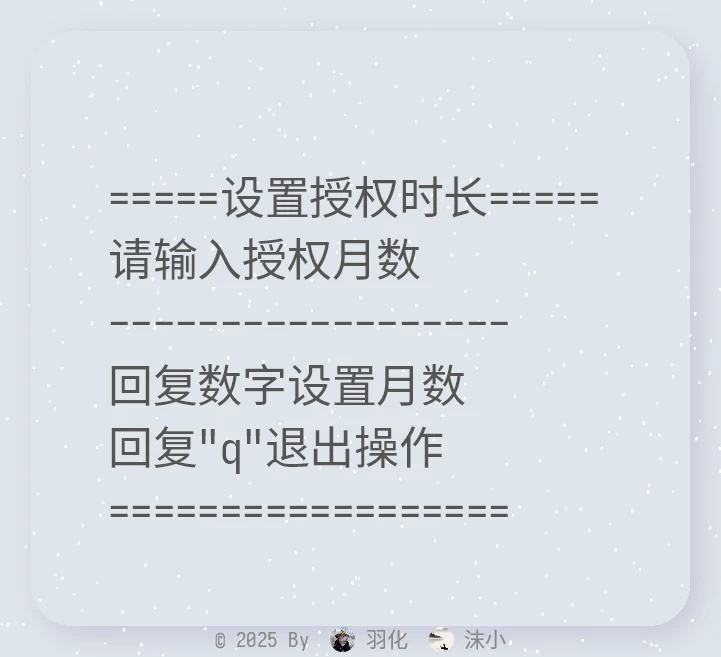 =====设置授权时长=====
请输入授权月数
------------------
回复数字设置月数
回复"q"退出操作
==================
© 2025 By 羽化 沫小